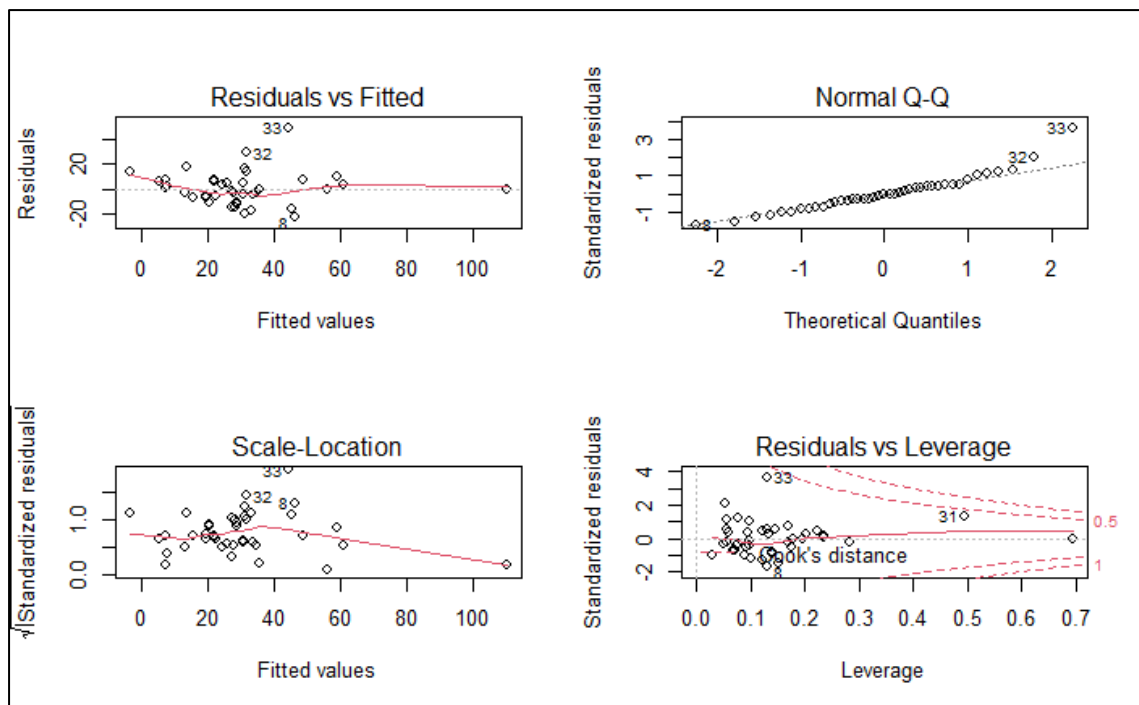 Residuals vs Fitted
Residuals
20
-20
33
32
8
0 20 40 60 80 100
Fitted values
Normal Q-Q
Standardized residuals
3
1
-1
33
32
8
-2 -1 0 1 2
Theoretical Quantiles
Scale-Location
√|Standardized residuals|
1.0
0.0
33
32
8
0 20 40 60 80 100
Fitted values
Residuals vs Leverage
Standardized residuals
4
2
0
-2
33
31
0.5
Cook's distance
1
8
0.0 0.1 0.2 0.3 0.4 0.5 0.6 0.7
Leverage